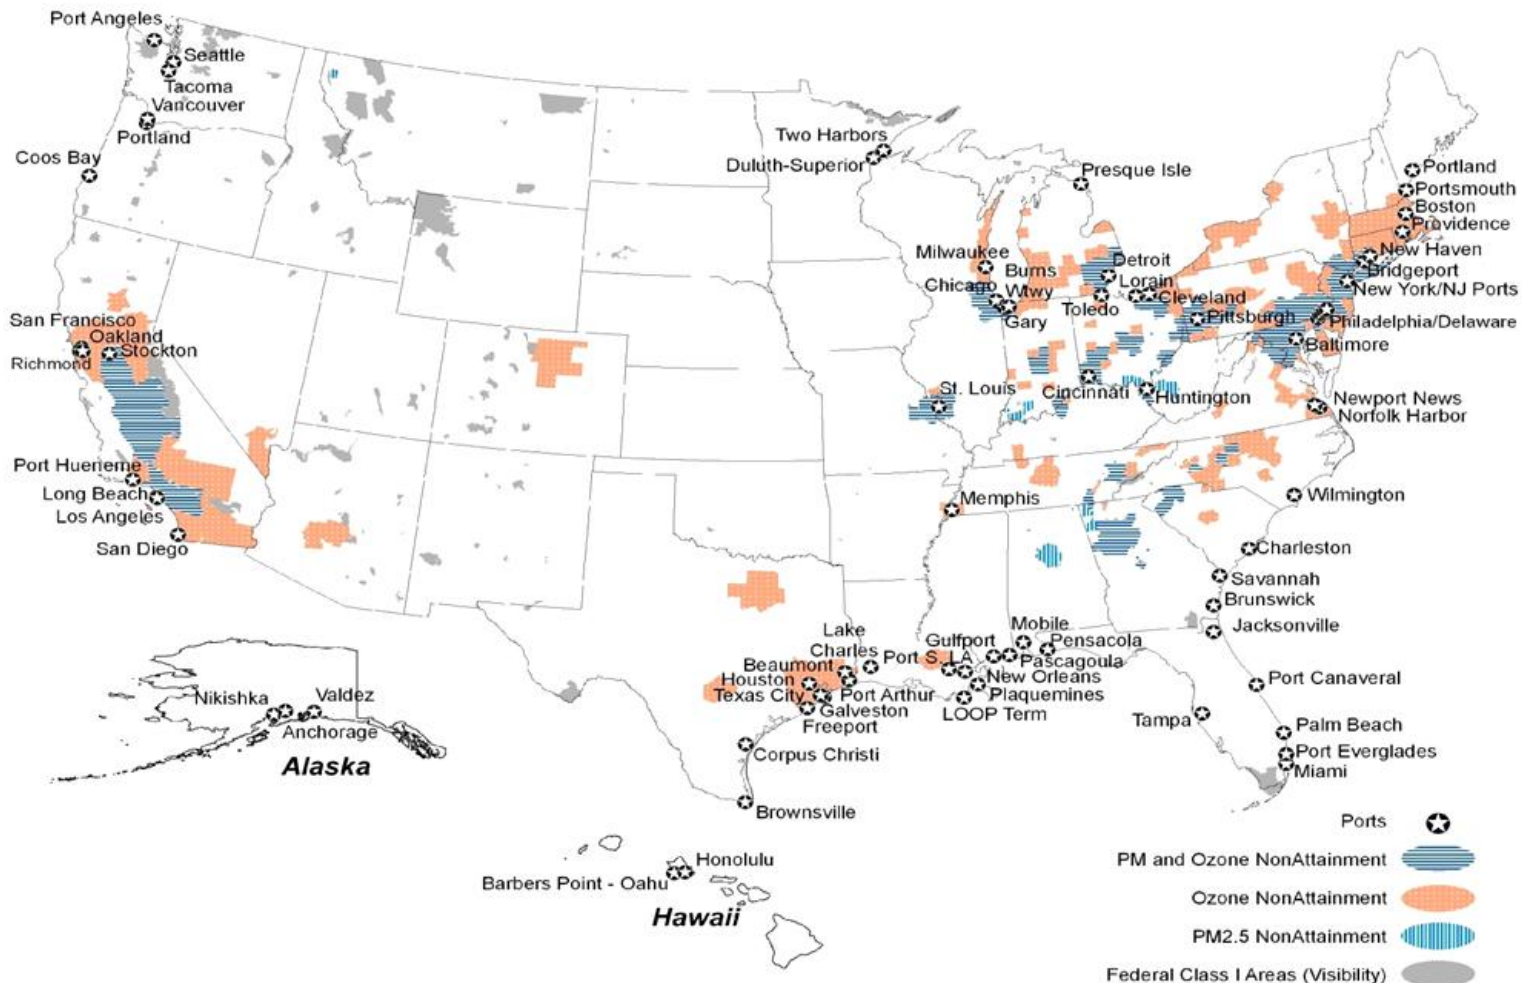 Port Angeles
Seattle
Tacoma
Vancouver
Portland
Coos Bay
Two Harbors
Duluth-Superior
Presque Isle
Portland
Portsmouth
Boston
Providence
New Haven
Bridgeport
New York/NJ Ports
Philadelphia/Delaware
Baltimore
Milwaukee
Burns
Detroit
Chicago
Wtwy
Lorain
Gary
Toledo
Cleveland
Pittsburgh
San Francisco
Oakland
Richmond
Stockton
St. Louis
Cincinnati
Huntington
Newport News
Norfolk Harbor
Port Hueneme
Long Beach
Los Angeles
San Diego
Memphis
Wilmington
Charleston
Savannah
Brunswick
Jacksonville
Lake
Charles
Beaumont
Houston
Texas City
Port Arthur
Galveston
Freeport
Port S. LA
Gulfport
Mobile
Pensacola
Pascagoula
New Orleans
Plaquemines
LOOP Term
Port Canaveral
Tampa
Palm Beach
Port Everglades
Miami
Corpus Christi
Brownsville
Nikishka
Valdez
Anchorage
Alaska
Honolulu
Barbers Point - Oahu
Hawaii
Ports
PM and Ozone NonAttainment
Ozone NonAttainment
PM2.5 NonAttainment
Federal Class I Areas (Visibility)